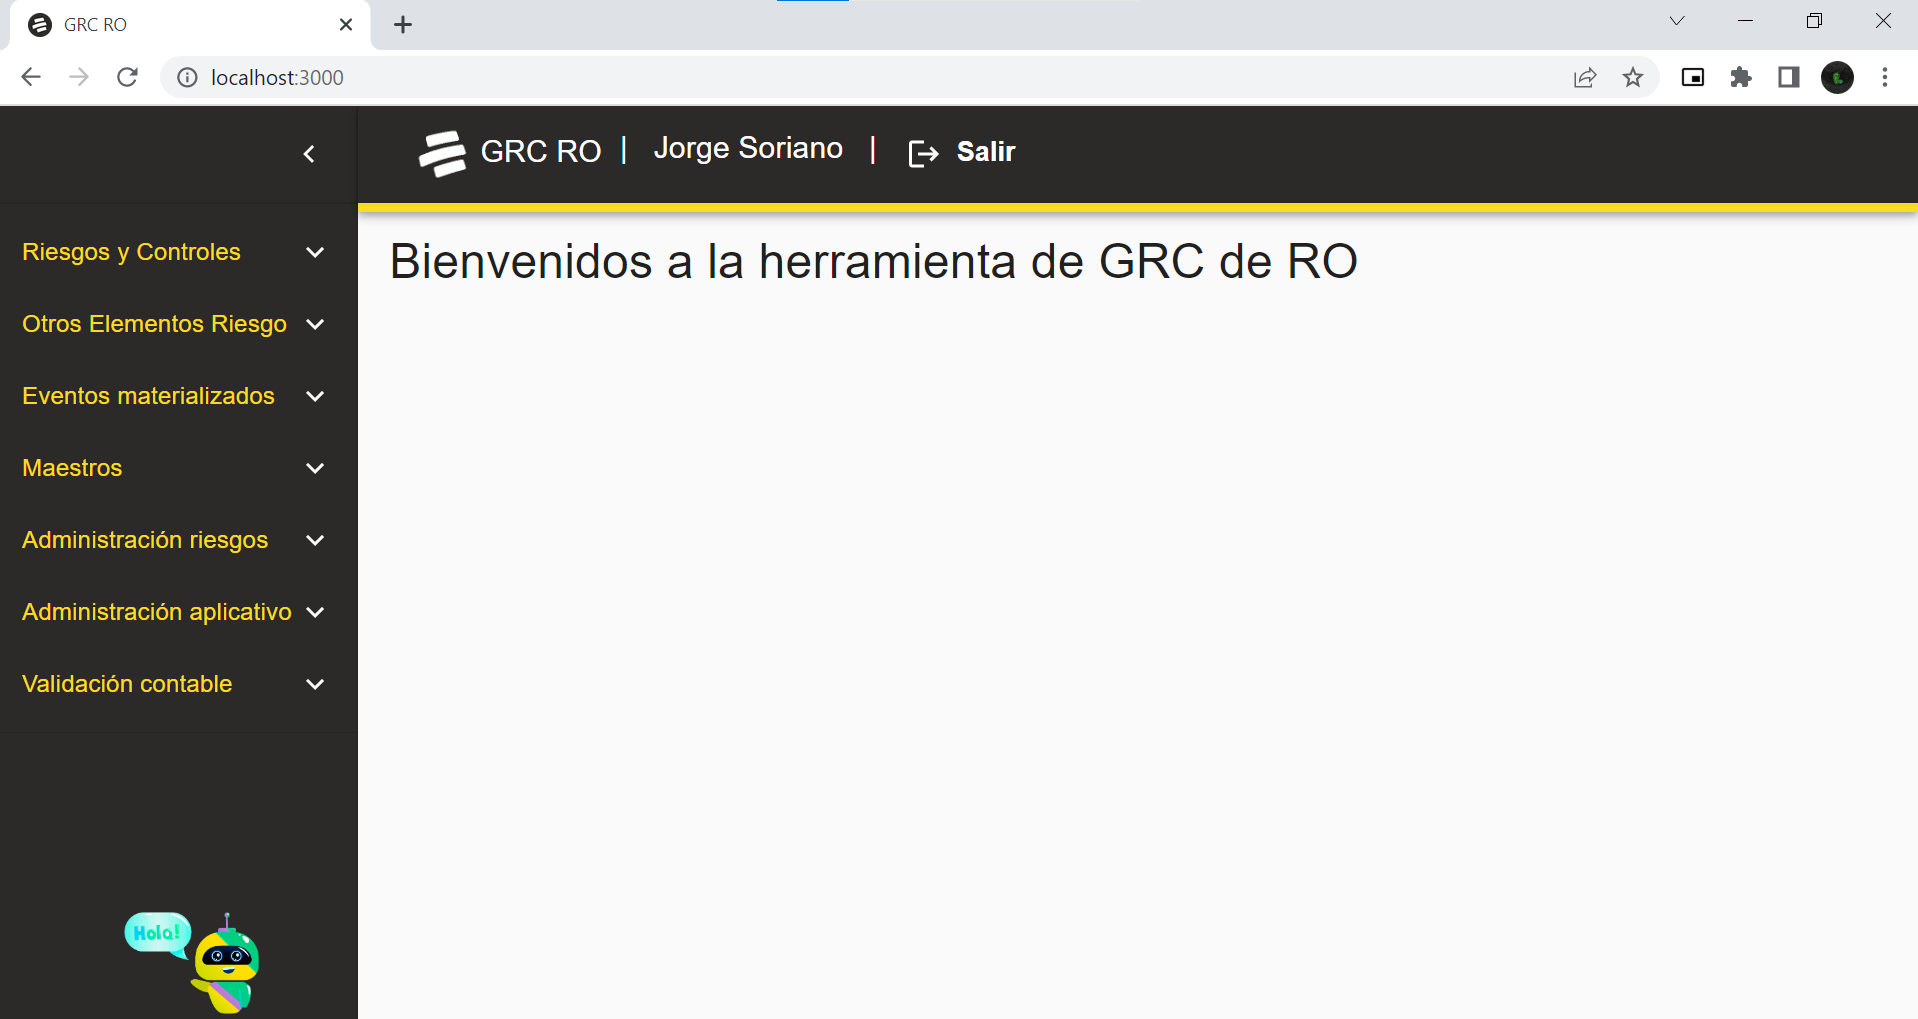 GRC RO
localhost:3000
GRC RO | Jorge Soriano | Salir
Riesgos y Controles
Otros Elementos Riesgo
Eventos materializados
Maestros
Administración riesgos
Administración aplicativo
Validación contable
Bienvenidos a la herramienta de GRC de RO
Hola!